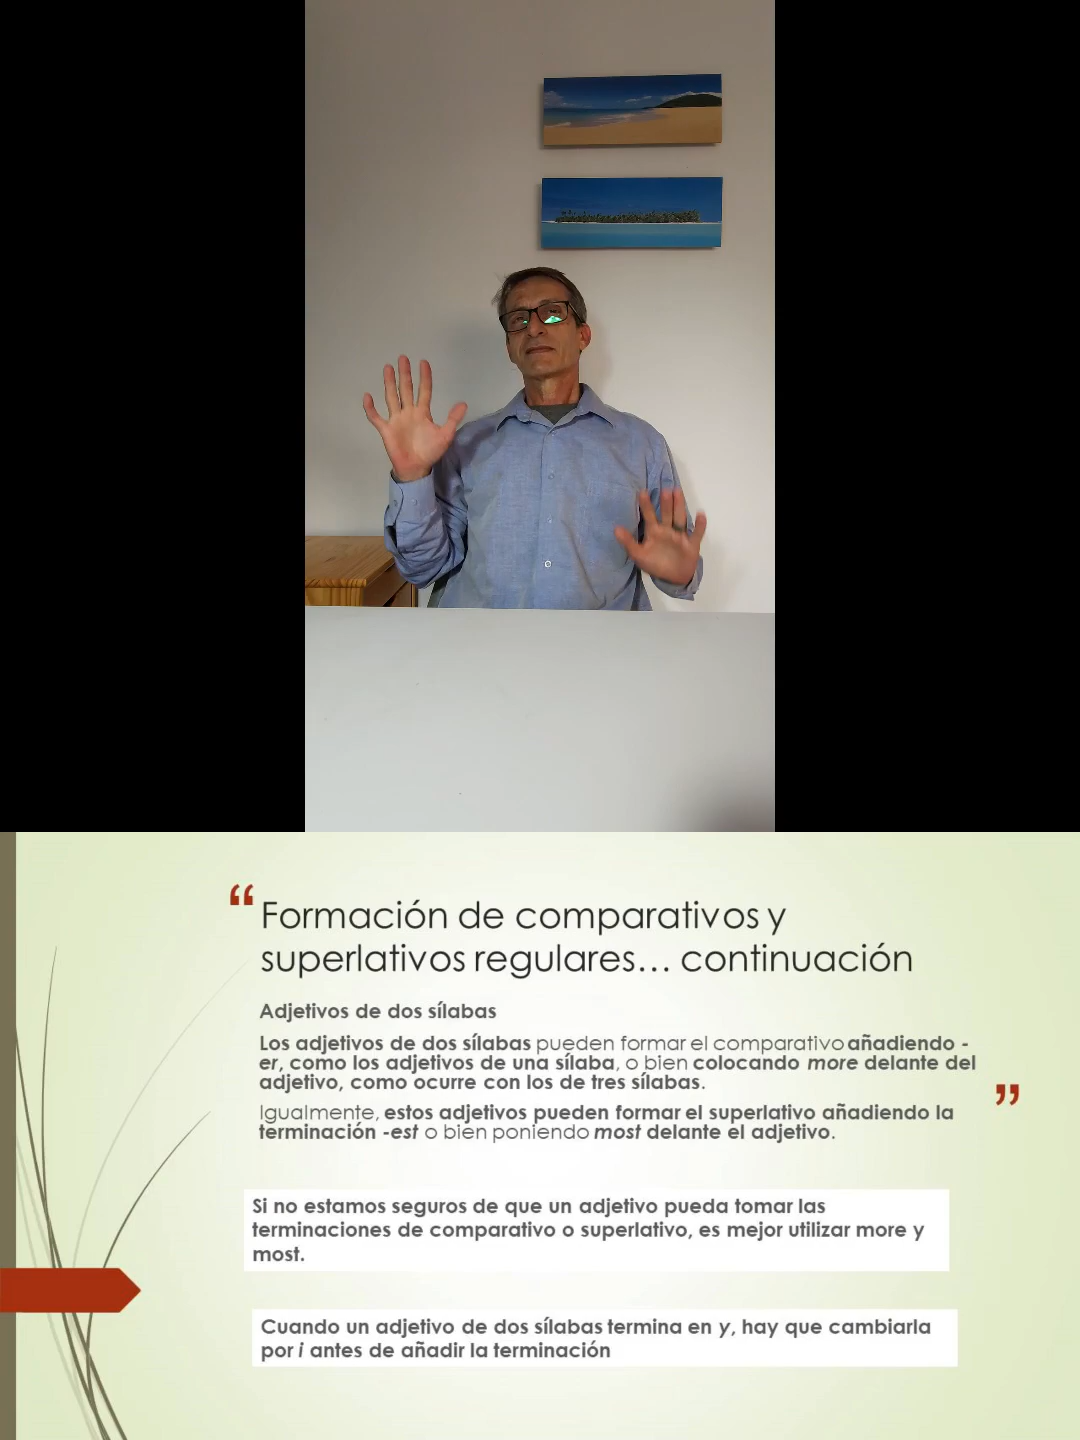 “Formación de comparativos y
superlativos regulares... continuación
Adjetivos de dos sílabas
Los adjetivos de dos sílabas pueden formar el comparativo añadiendo -
er, como los adjetivos de una sílaba, o bien colocando more delante del
adjetivo, como ocurre con los de tres sílabas.
”
Igualmente, estos adjetivos pueden formar el superlativo añadiendo la
terminación -est o bien poniendo most delante el adjetivo.
Si no estamos seguros de que un adjetivo pueda tomar las
terminaciones de comparativo o superlativo, es mejor utilizar more y
most.
Cuando un adjetivo de dos sílabas termina en y, hay que cambiarla
por i antes de añadir la terminación